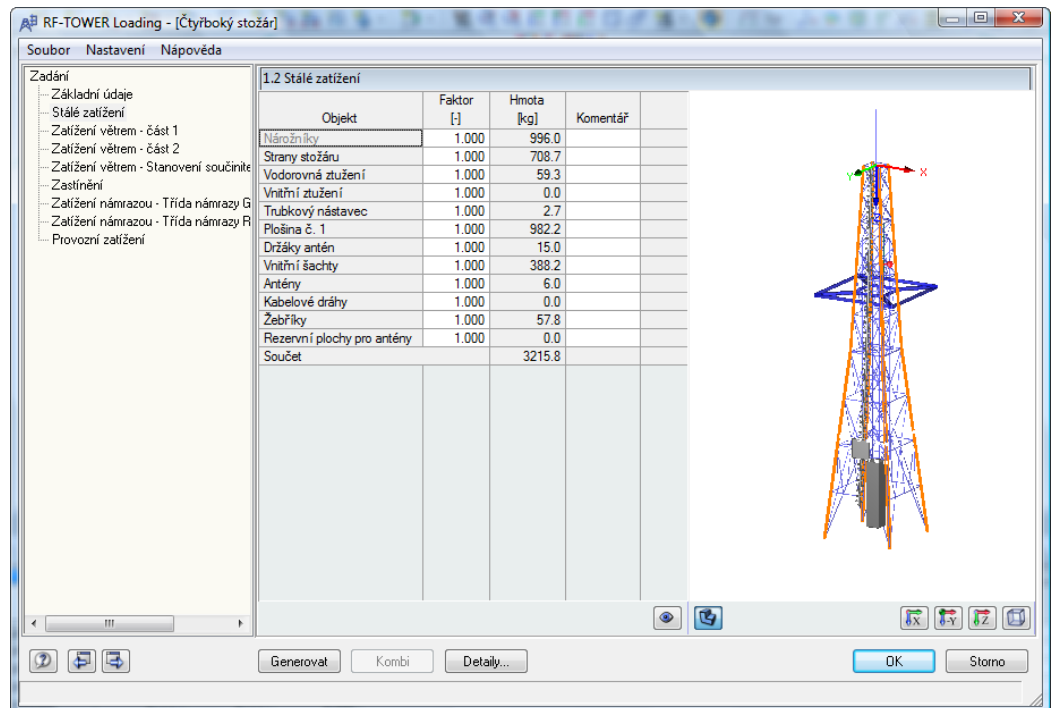 RF-TOWER Loading - [Čtyřboký stožár]
Soubor Nastavení Nápověda
Zadání
Základní údaje
Stálé zatížení
Zatížení větrem - část 1
Zatížení větrem - část 2
Zatížení větrem - Stanovení součinite
Zastínění
Zatížení námrazou - Třída námrazy G
Zatížení námrazou - Třída námrazy R
Provozní zatížení
1.2 Stálé zatížení
Objekt Faktor [-] Hmota [kg] Komentář
Nárožníky 1.000 996.0
Strany stožáru 1.000 708.7
Vodorovná ztužení 1.000 59.3
Vnitřní ztužení 1.000 0.0
Trubkový nástavec 1.000 2.7
Plošina č. 1 1.000 982.2
Držáky antén 1.000 15.0
Vnitřní šachty 1.000 388.2
Antény 1.000 6.0
Kabelové dráhy 1.000 0.0
Žebříky 1.000 57.8
Rezervní plochy pro antény 1.000 0.0
Součet 3215.8
Y X
Z
X -Y Z
Generovat Kombi Detaily... OK Storno